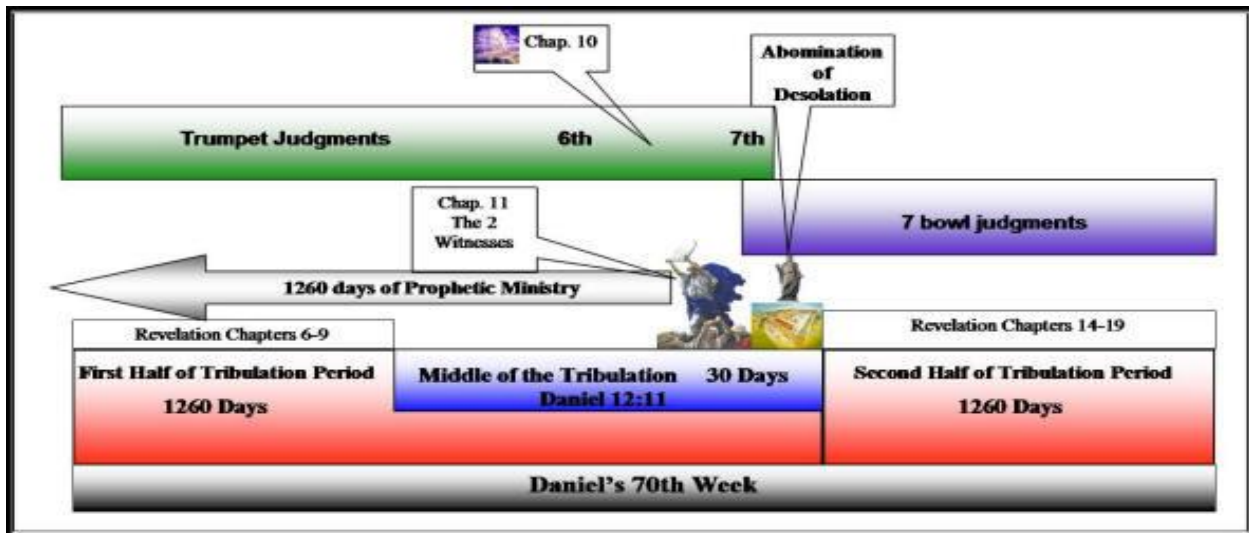 Chap. 10
Abomination
of
Desolation
Trumpet Judgments 6th 7th
Chap. 11
The 2
Witnesses
7 bowl judgments
1260 days of Prophetic Ministry
Revelation Chapters 6-9
Revelation Chapters 14-19
First Half of Tribulation Period
1260 Days
Middle of the Tribulation 30 Days
Daniel 12:11
Second Half of Tribulation Period
1260 Days
Daniel's 70th Week